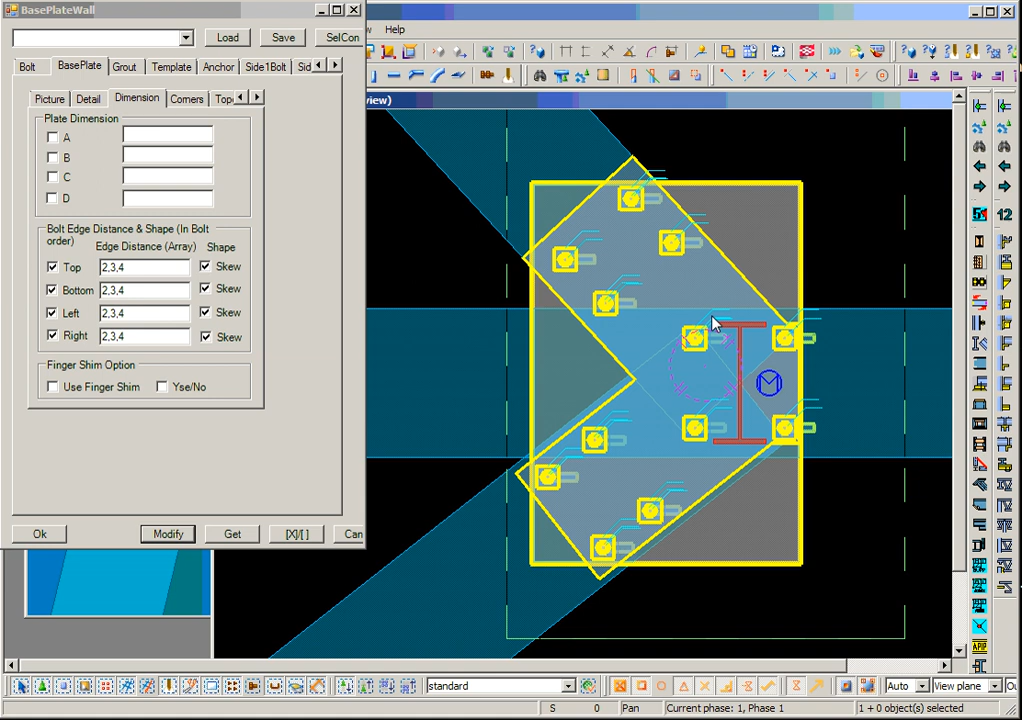 BasePlateWall
Load Save SelCon
Help
Bolt BasePlate Grout Template Anchor Side1Bolt Sid
view)
Picture Detail Dimension Corners Top
Plate Dimension
A
B
C
D
Bolt Edge Distance & Shape (In Bolt
order)
Edge Distance (Array) Shape
Top 2,3,4 Skew
Bottom 2,3,4 Skew
Left 2,3,4 Skew
Right 2,3,4 Skew
Finger Shim Option
Use Finger Shim Yse/No
Ok Modify Get [X]/[ ] Can
M
12
APP
standard Auto View plane Ou
S 0 Pan Current phase: 1, Phase 1 1 + 0 object(s) selected